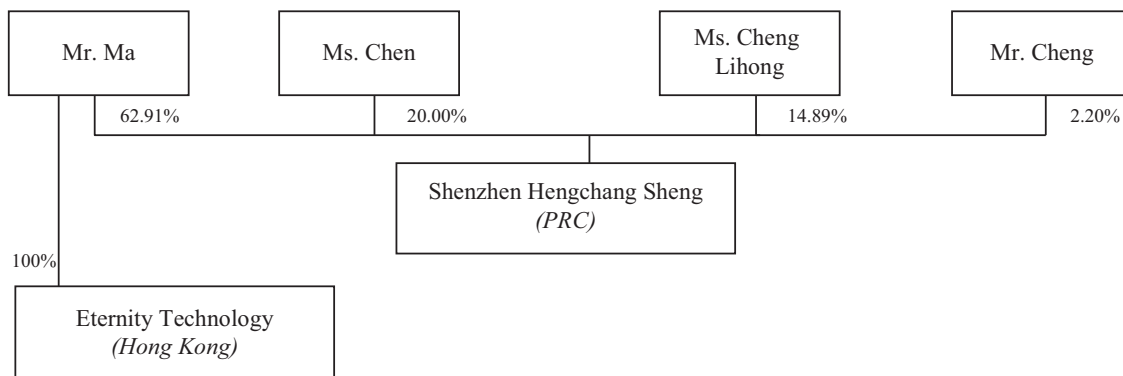 Mr. Ma
Ms. Chen
Ms. Cheng
Lihong
Mr. Cheng
62.91%
20.00%
14.89%
2.20%
Shenzhen Hengchang Sheng
(PRC)
100%
Eternity Technology
(Hong Kong)